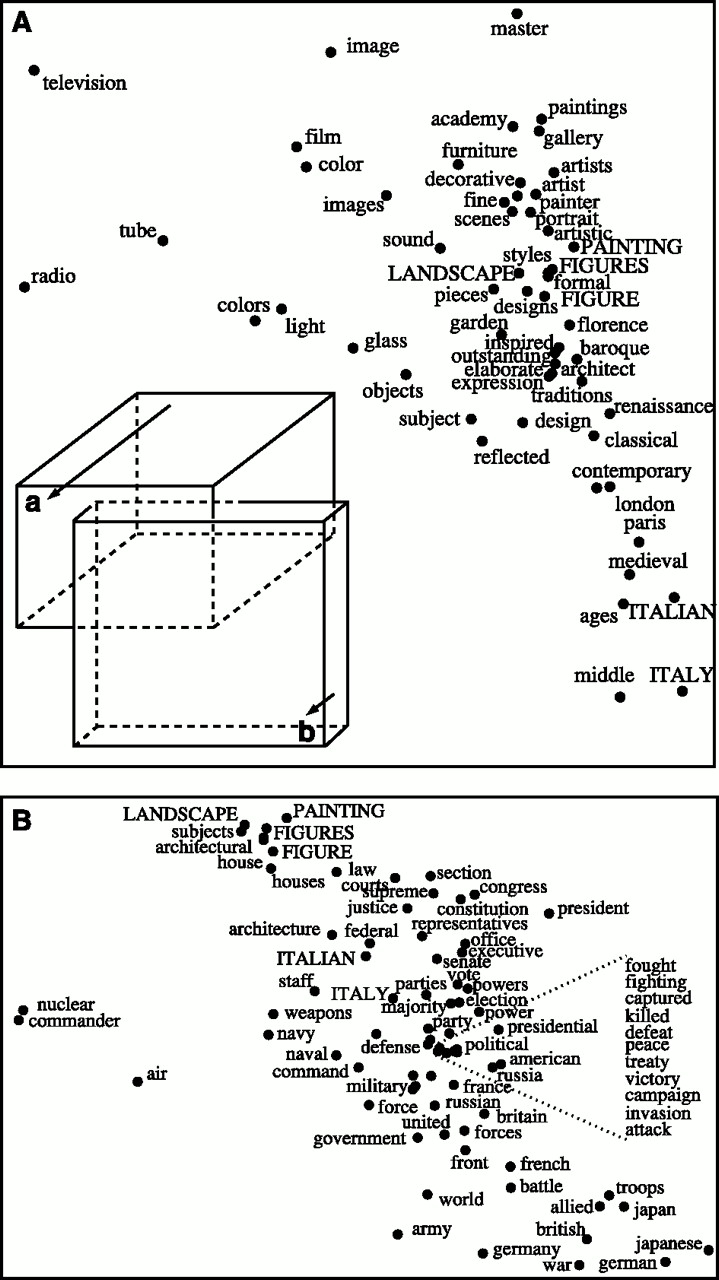 A
master
image
television
paintings
academy
gallery
film
furniture
color
artists
decorative
artist
images
fine
painter
scenes
portrait
tube
artistic
sound
PAINTING
styles
FIGURES
radio
LANDSCAPE
formal
pieces
designs
FIGURE
colors
light
garden
florence
glass
inspired
baroque
outstanding
elaborate
architect
expression
objects
traditions
renaissance
subject
design
classical
reflected
contemporary
a
london
paris
medieval
ages
ITALIAN
middle
ITALY
b
B
LANDSCAPE
PAINTING
subjects
FIGURES
architectural
FIGURE
house
houses
law
section
courts
supreme
congress
justice
constitution
president
architecture
federal
representatives
office
executive
ITALIAN
senate
fought
staff
vote
parties
powers
fighting
ITALY
election
captured
nuclear
majority
power
commander
weapons
killed
party
presidential
defeat
navy
defense
political
peace
naval
american
treaty
command
russia
air
military
france
victory
force
russian
campaign
united
britain
invasion
government
forces
attack
front
french
battle
troops
world
allied
japan
army
british
germany
japanese
war
german